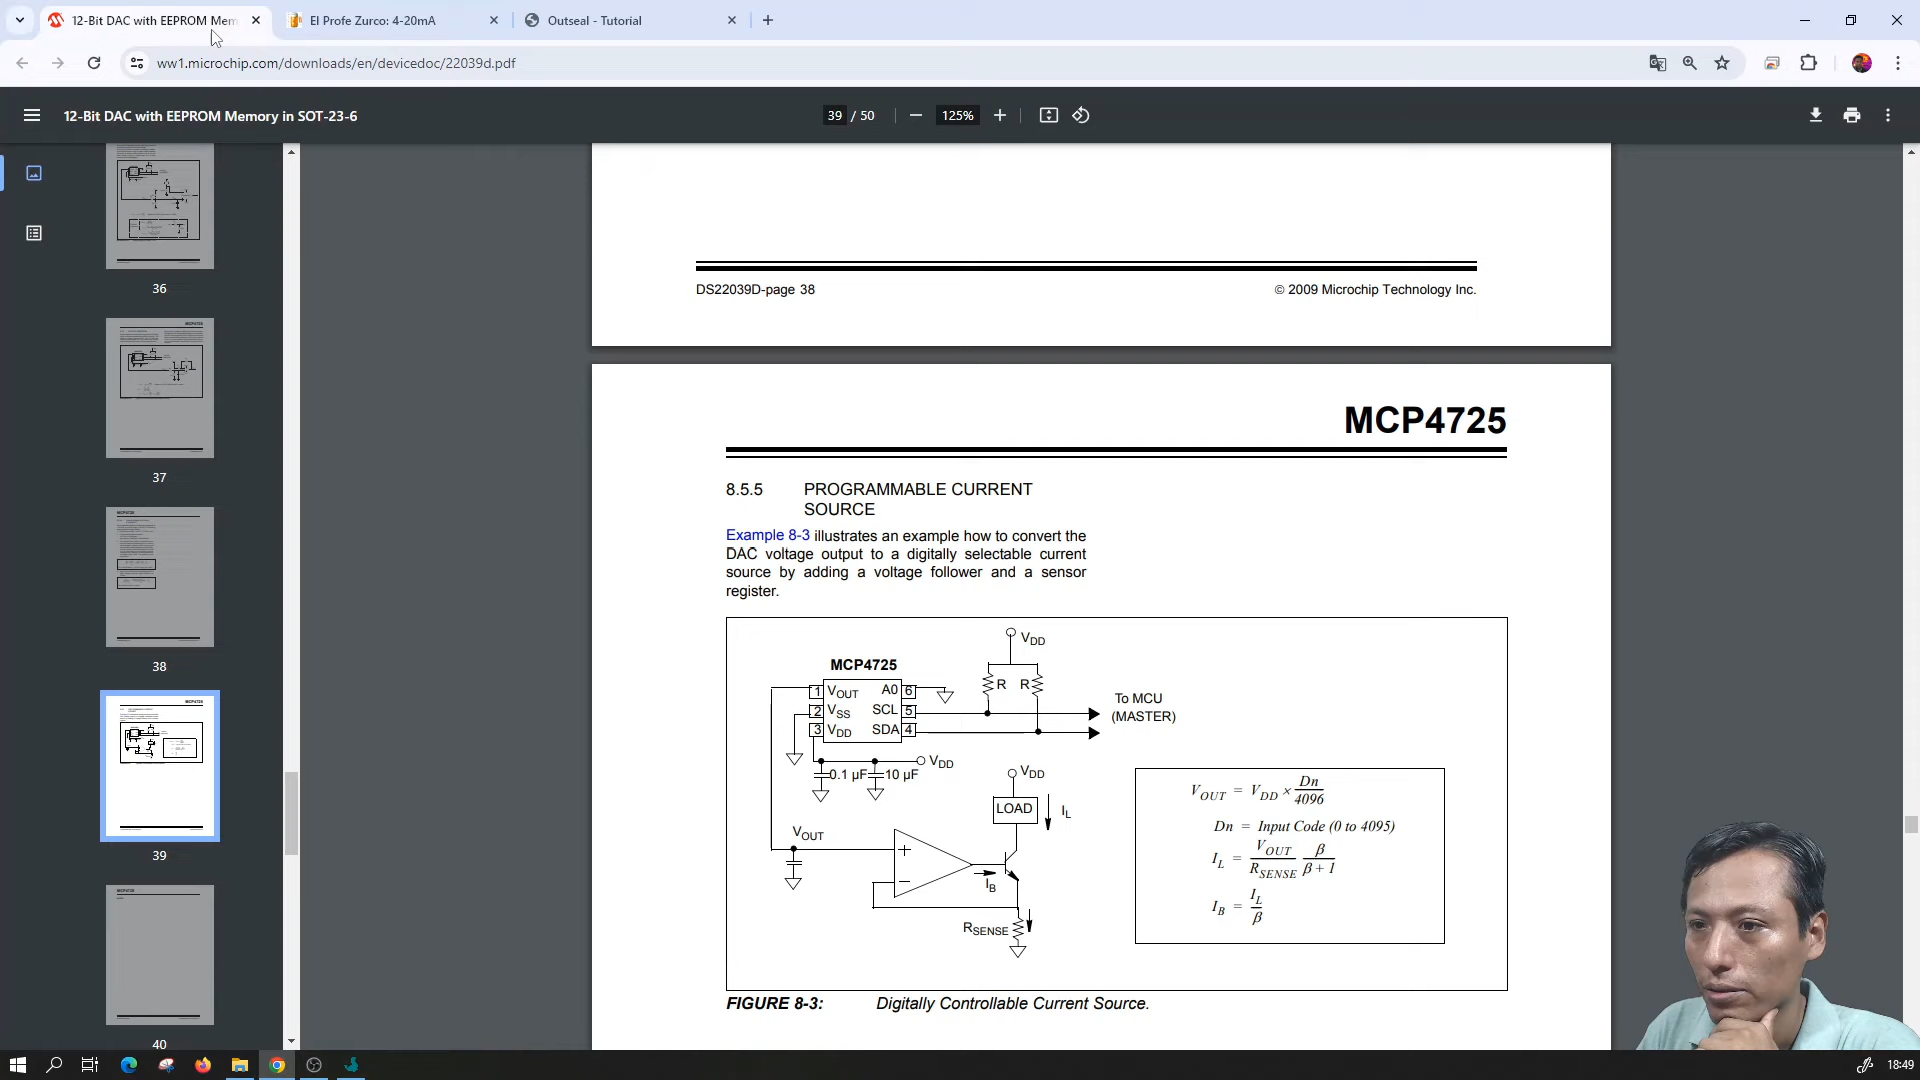 12-Bit DAC with EEPROM Mem
El Profe Zurco: 4-20mA
Outseal - Tutorial
ww1.microchip.com/downloads/en/devicedoc/22039d.pdf
12-Bit DAC with EEPROM Memory in SOT-23-6
39 / 50
125%
36
37
38
39
40
DS22039D-page 38
© 2009 Microchip Technology Inc.
MCP4725
8.5.5 PROGRAMMABLE CURRENT
SOURCE
Example 8-3 illustrates an example how to convert the
DAC voltage output to a digitally selectable current
source by adding a voltage follower and a sensor
register.
VDD
MCP4725
R R
1 VOUT A0 6
2 VSS SCL 5
3 VDD SDA 4
To MCU
(MASTER)
VDD
0.1 µF 10 µF
VDD
LOAD
IL
VOUT
+
−
IB
RSENSE
VOUT = VDD × Dn/4096
Dn = Input Code (0 to 4095)
IL = VOUT/RSENSE β/β + 1
IB = IL/β
FIGURE 8-3: Digitally Controllable Current Source.
18:49